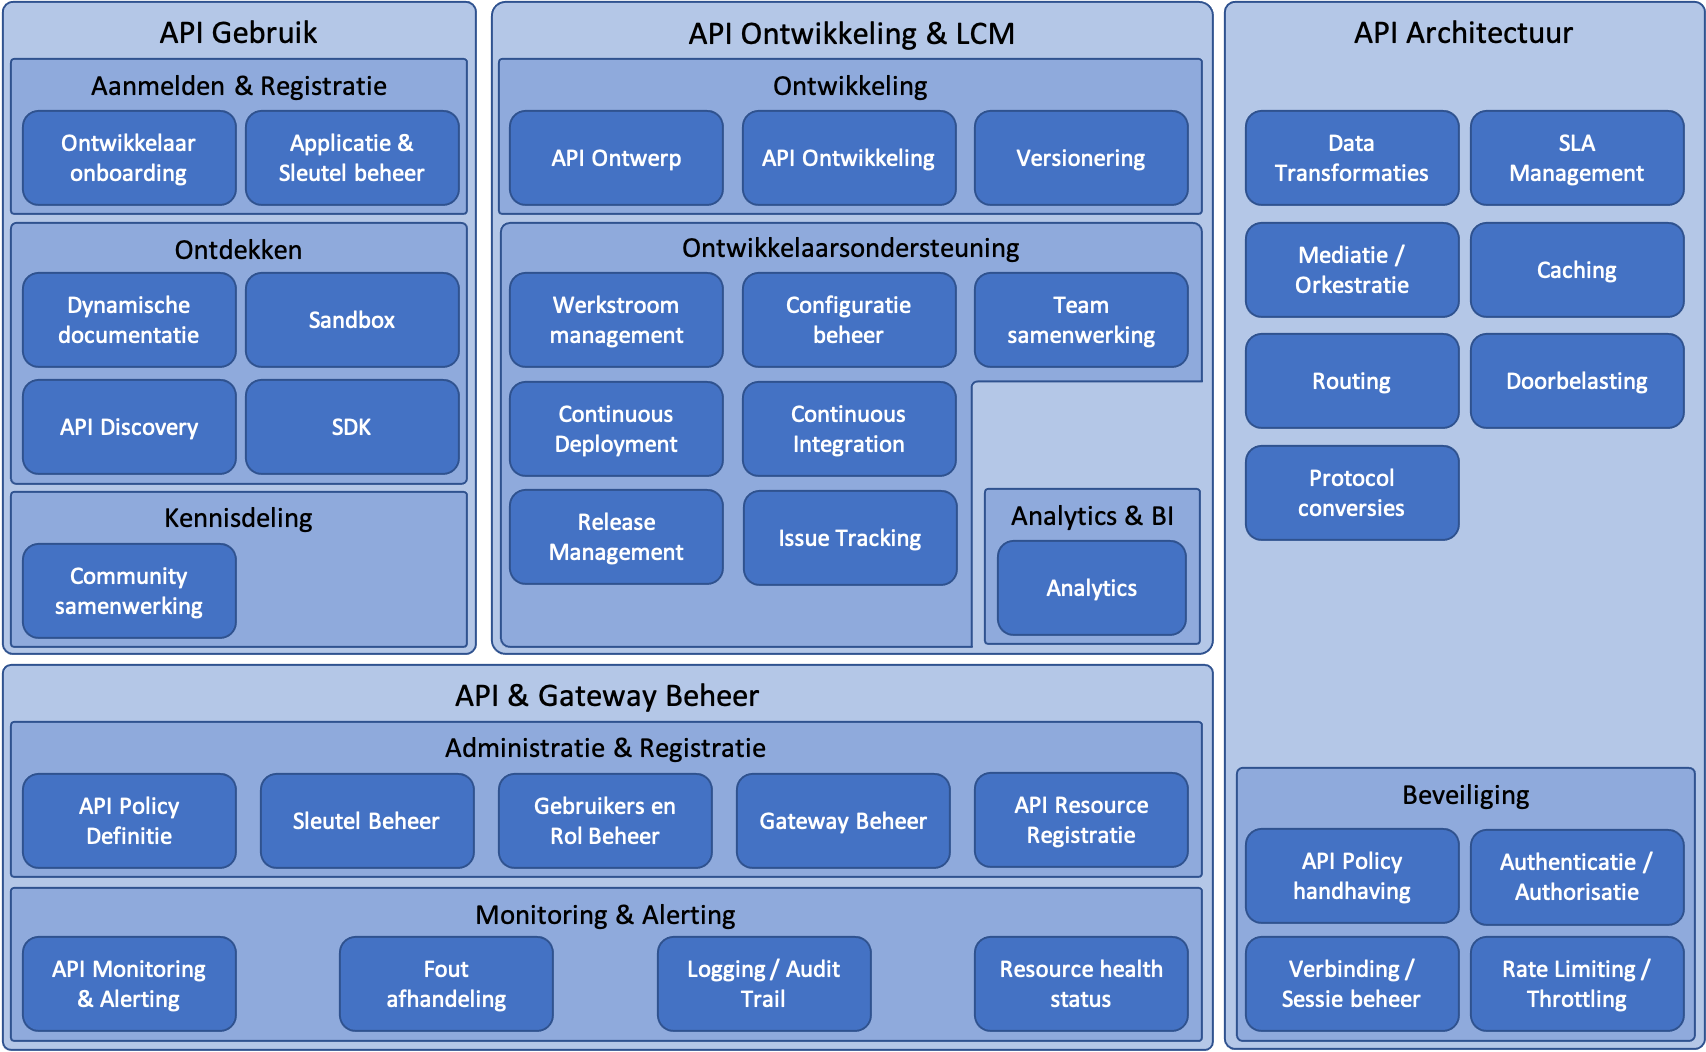 API Gebruik
Aanmelden & Registratie
Ontwikkelaar
onboarding
Applicatie &
Sleutel beheer
Ontdekken
Dynamische
documentatie
Sandbox
API Discovery
SDK
Kennisdeling
Community
samenwerking
API Ontwikkeling & LCM
Ontwikkeling
API Ontwerp
API Ontwikkeling
Versionering
Ontwikkelaarsondersteuning
Werkstroom
management
Configuratie
beheer
Team
samenwerking
Continuous
Deployment
Continuous
Integration
Release
Management
Issue Tracking
Analytics & BI
Analytics
API Architectuur
Data
Transformaties
SLA
Management
Mediatie /
Orkestratie
Caching
Routing
Doorbelasting
Protocol
conversies
Beveiliging
API Policy
handhaving
Authenticatie /
Authorisatie
Verbinding /
Sessie beheer
Rate Limiting /
Throttling
API & Gateway Beheer
Administratie & Registratie
API Policy
Definitie
Sleutel Beheer
Gebruikers en
Rol Beheer
Gateway Beheer
API Resource
Registratie
Monitoring & Alerting
API Monitoring
& Alerting
Fout
afhandeling
Logging / Audit
Trail
Resource health
status